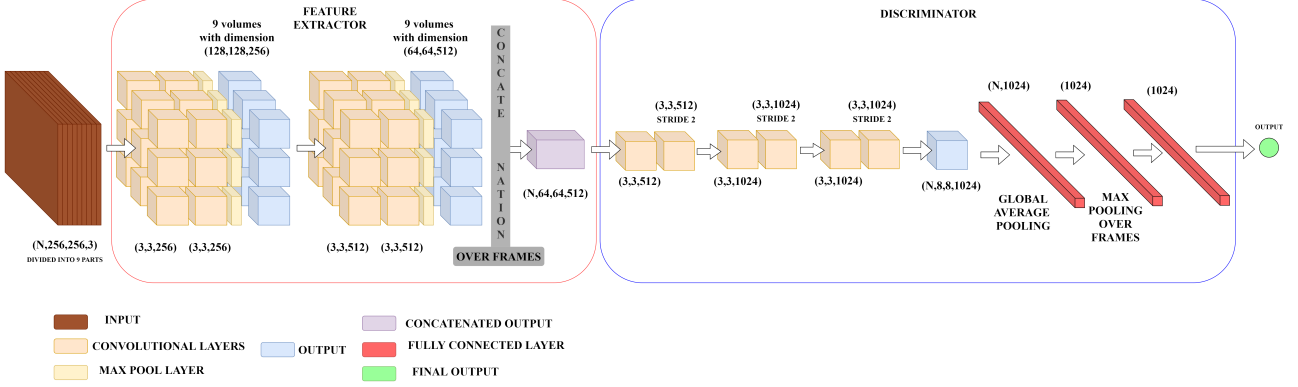 FEATURE
EXTRACTOR
DISCRIMINATOR
9 volumes
with dimension
(128,128,256)
9 volumes
with dimension
(64,64,512)
CONCATE
NATION
OVER FRAMES
(N,256,256,3)
DIVIDED INTO 9 PARTS
(3,3,256)
(3,3,256)
(3,3,512)
(3,3,512)
(N,64,64,512)
(3,3,512)
STRIDE 2
(3,3,512)
(3,3,1024)
STRIDE 2
(3,3,1024)
(3,3,1024)
STRIDE 2
(3,3,1024)
(N,8,8,1024)
(N,1024)
GLOBAL
AVERAGE
POOLING
(1024)
MAX
POOLING
OVER
FRAMES
(1024)
OUTPUT
INPUT
CONVOLUTIONAL LAYERS
MAX POOL LAYER
OUTPUT
CONCATENATED OUTPUT
FULLY CONNECTED LAYER
FINAL OUTPUT